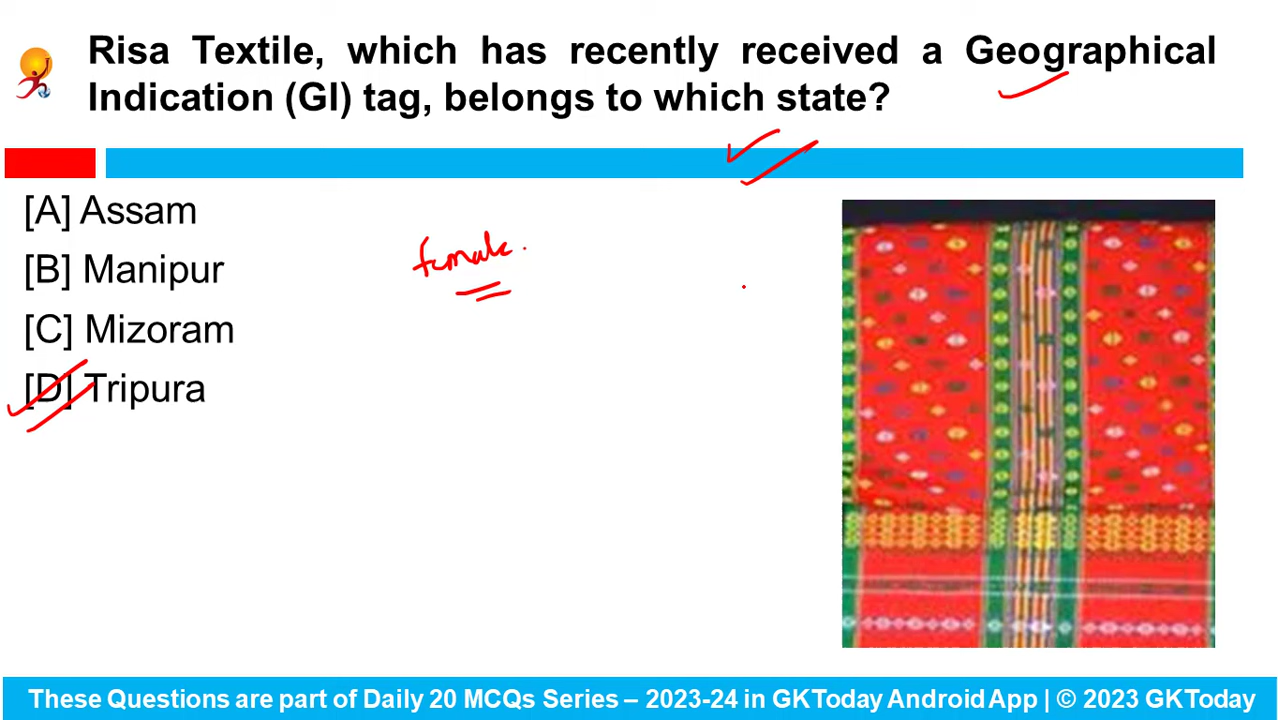 Risa Textile, which has recently received a Geographical
Indication (GI) tag, belongs to which state?
[A] Assam
[B] Manipur
[C] Mizoram
[D] Tripura
female.
These Questions are part of Daily 20 MCQs Series – 2023-24 in GKToday Android App | © 2023 GKToday